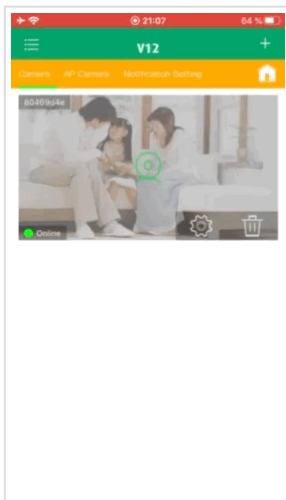 21:07 64 %
V12
Camera AP Camera Notification Setting
80469d4e
Online